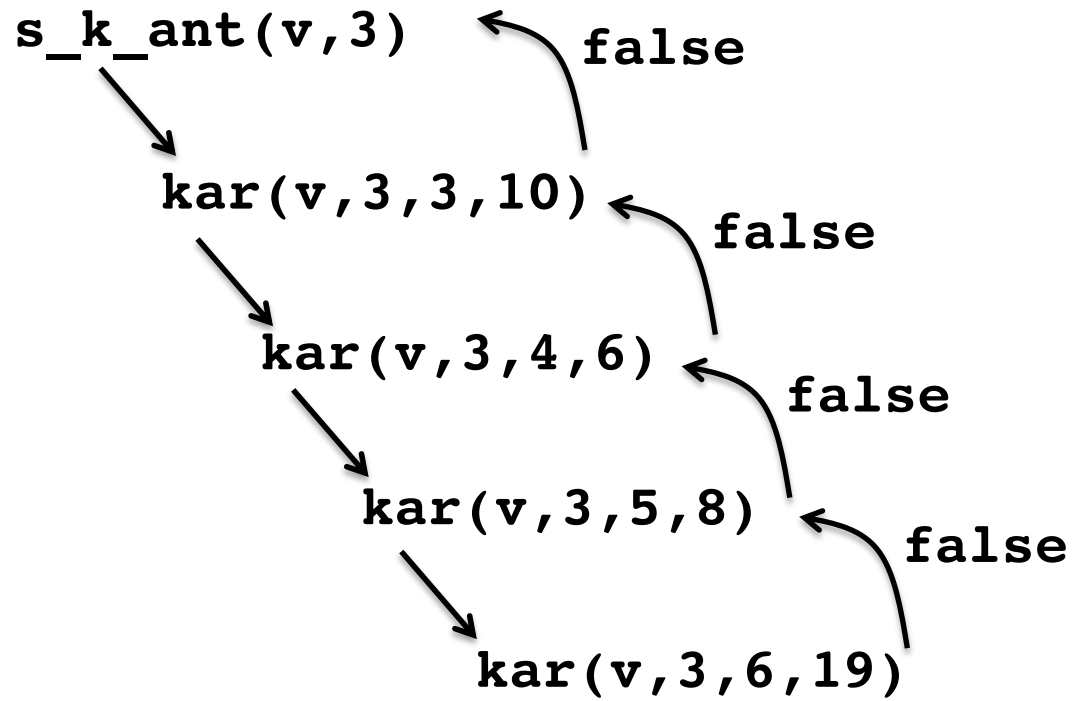 s_k_ant(v,3)
false
kar(v,3,3,10)
false
kar(v,3,4,6)
false
kar(v,3,5,8)
false
kar(v,3,6,19)